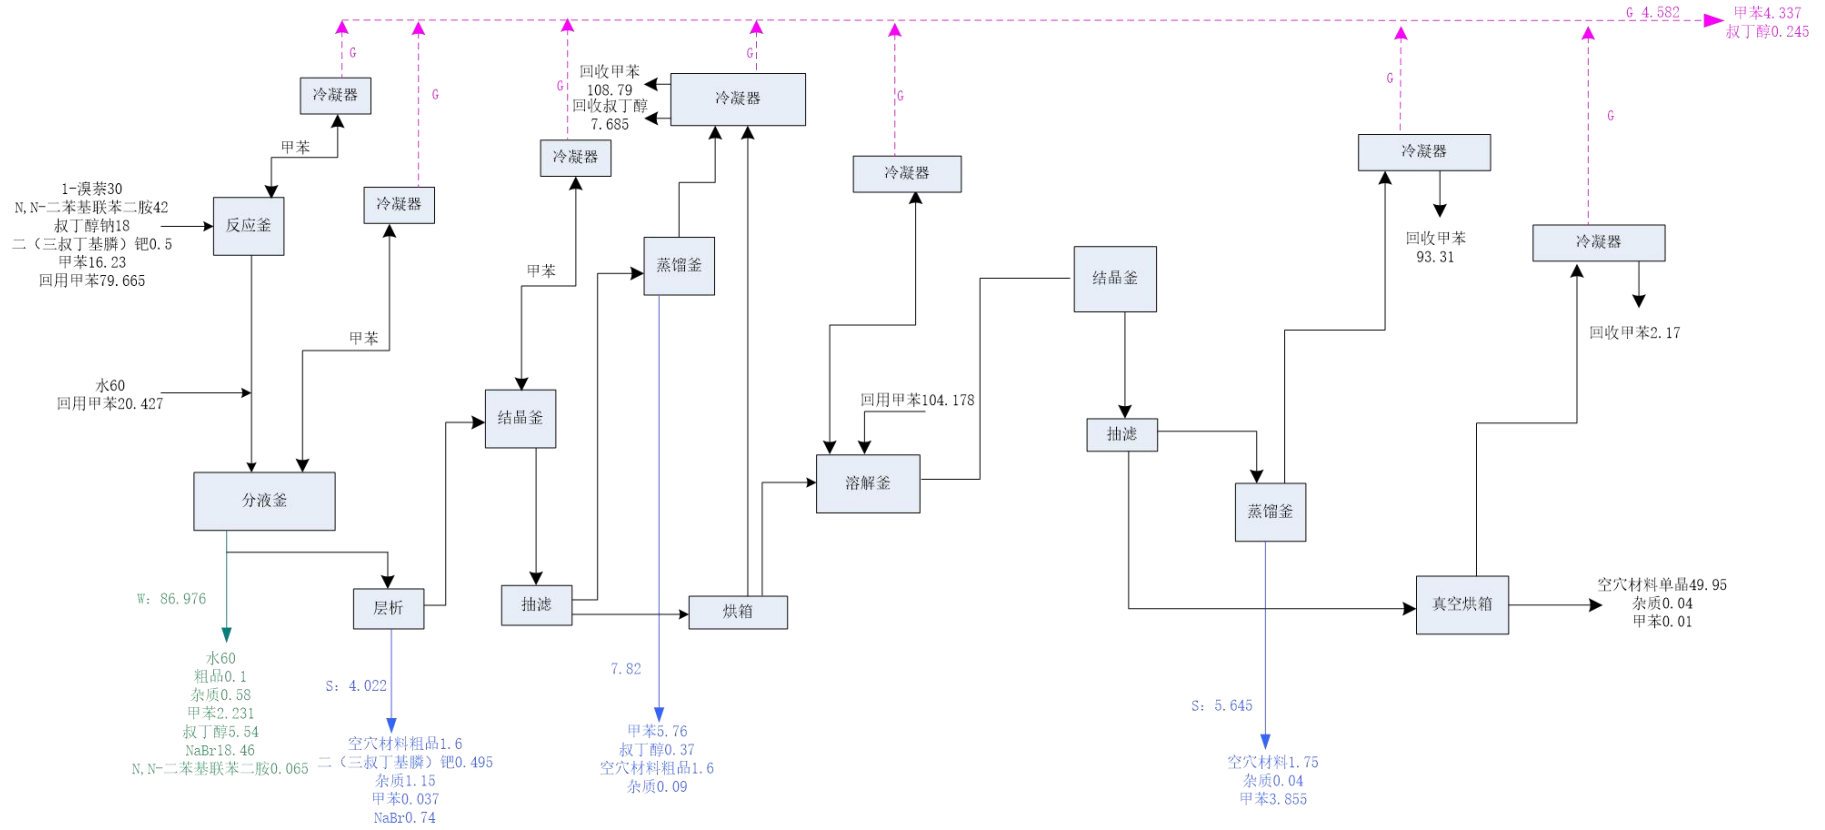 G 4.582
甲苯4.337
叔丁醇0.245
G
G
G
G
G
G
G
冷凝器
甲苯
1-溴萘30
N,N-二苯基联苯二胺42
叔丁醇钠18
二（三叔丁基膦）钯0.5
甲苯16.23
回用甲苯79.665
反应釜
冷凝器
甲苯
水60
回用甲苯20.427
分液釜
W: 86.976
水60
粗品0.1
杂质0.58
甲苯2.231
叔丁醇5.54
NaBr18.46
N,N-二苯基联苯二胺0.065
层析
S: 4.022
空穴材料粗品1.6
二（三叔丁基膦）钯0.495
杂质1.15
甲苯0.037
NaBr0.74
冷凝器
甲苯
结晶釜
抽滤
回收甲苯
108.79
回收叔丁醇
7.685
冷凝器
蒸馏釜
烘箱
7.82
甲苯5.76
叔丁醇0.37
空穴材料粗品1.6
杂质0.09
冷凝器
回用甲苯104.178
溶解釜
结晶釜
抽滤
冷凝器
回收甲苯
93.31
蒸馏釜
S: 5.645
空穴材料1.75
杂质0.04
甲苯3.855
冷凝器
回收甲苯2.17
真空烘箱
空穴材料单晶49.95
杂质0.04
甲苯0.01